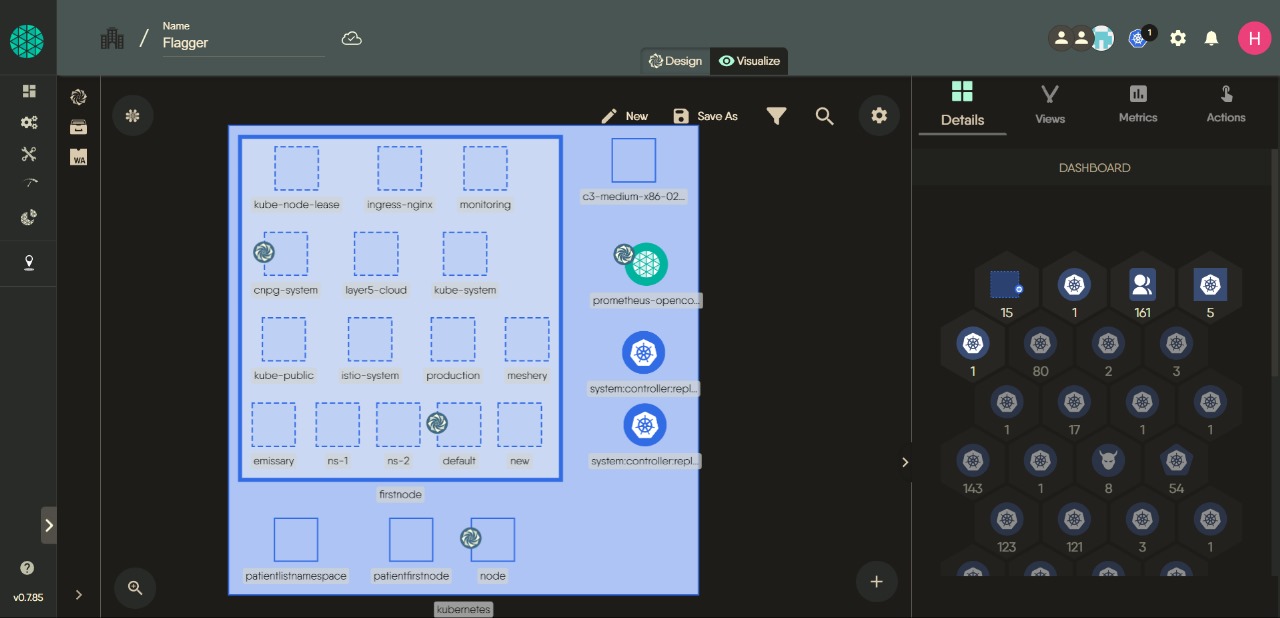 Name
/ Flagger
1
H
Design
Visualize
New
Save As
Details
Views
Metrics
Actions
DASHBOARD
WA
kube-node-lease
ingress-nginx
monitoring
c3-medium-x86-02...
cnpg-system
layer5-cloud
kube-system
prometheus-openco...
kube-public
istio-system
production
meshery
system:controller:repl...
emissary
ns-1
ns-2
default
new
system:controller:repl...
firstnode
patientlistnamespace
patientfirstnode
node
kubernetes
15
1
161
5
1
80
2
3
1
17
1
1
143
1
8
54
123
121
3
1
v0.7.85